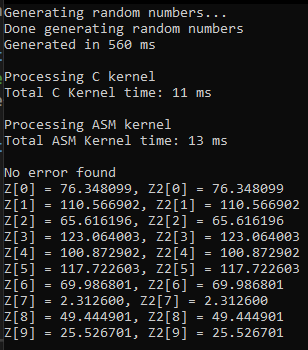 Generating random numbers...
Done generating random numbers
Generated in 560 ms
Processing C kernel
Total C Kernel time: 11 ms
Processing ASM kernel
Total ASM Kernel time: 13 ms
No error found
Z[0] = 76.348099, Z2[0] = 76.348099
Z[1] = 110.566902, Z2[1] = 110.566902
Z[2] = 65.616196, Z2[2] = 65.616196
Z[3] = 123.064003, Z2[3] = 123.064003
Z[4] = 100.872902, Z2[4] = 100.872902
Z[5] = 117.722603, Z2[5] = 117.722603
Z[6] = 69.986801, Z2[6] = 69.986801
Z[7] = 2.312600, Z2[7] = 2.312600
Z[8] = 49.444901, Z2[8] = 49.444901
Z[9] = 25.526701, Z2[9] = 25.526701